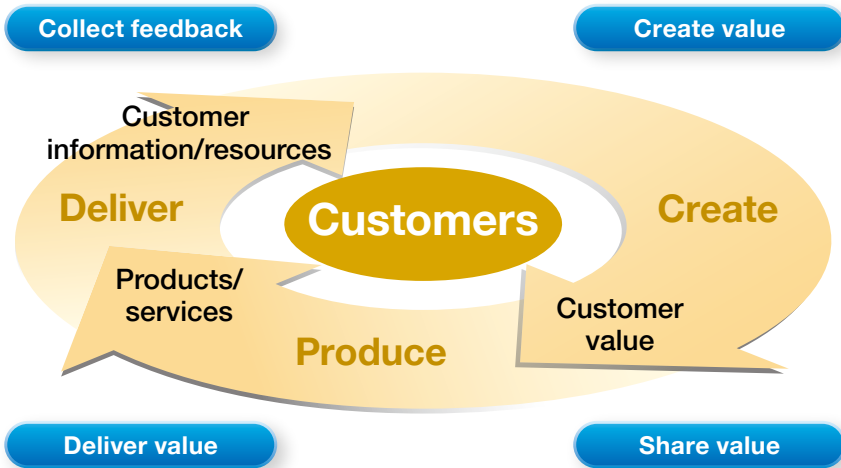 Collect feedback
Create value
Customer
information/resources
Deliver
Customers
Create
Products/
services
Customer
value
Produce
Deliver value
Share value